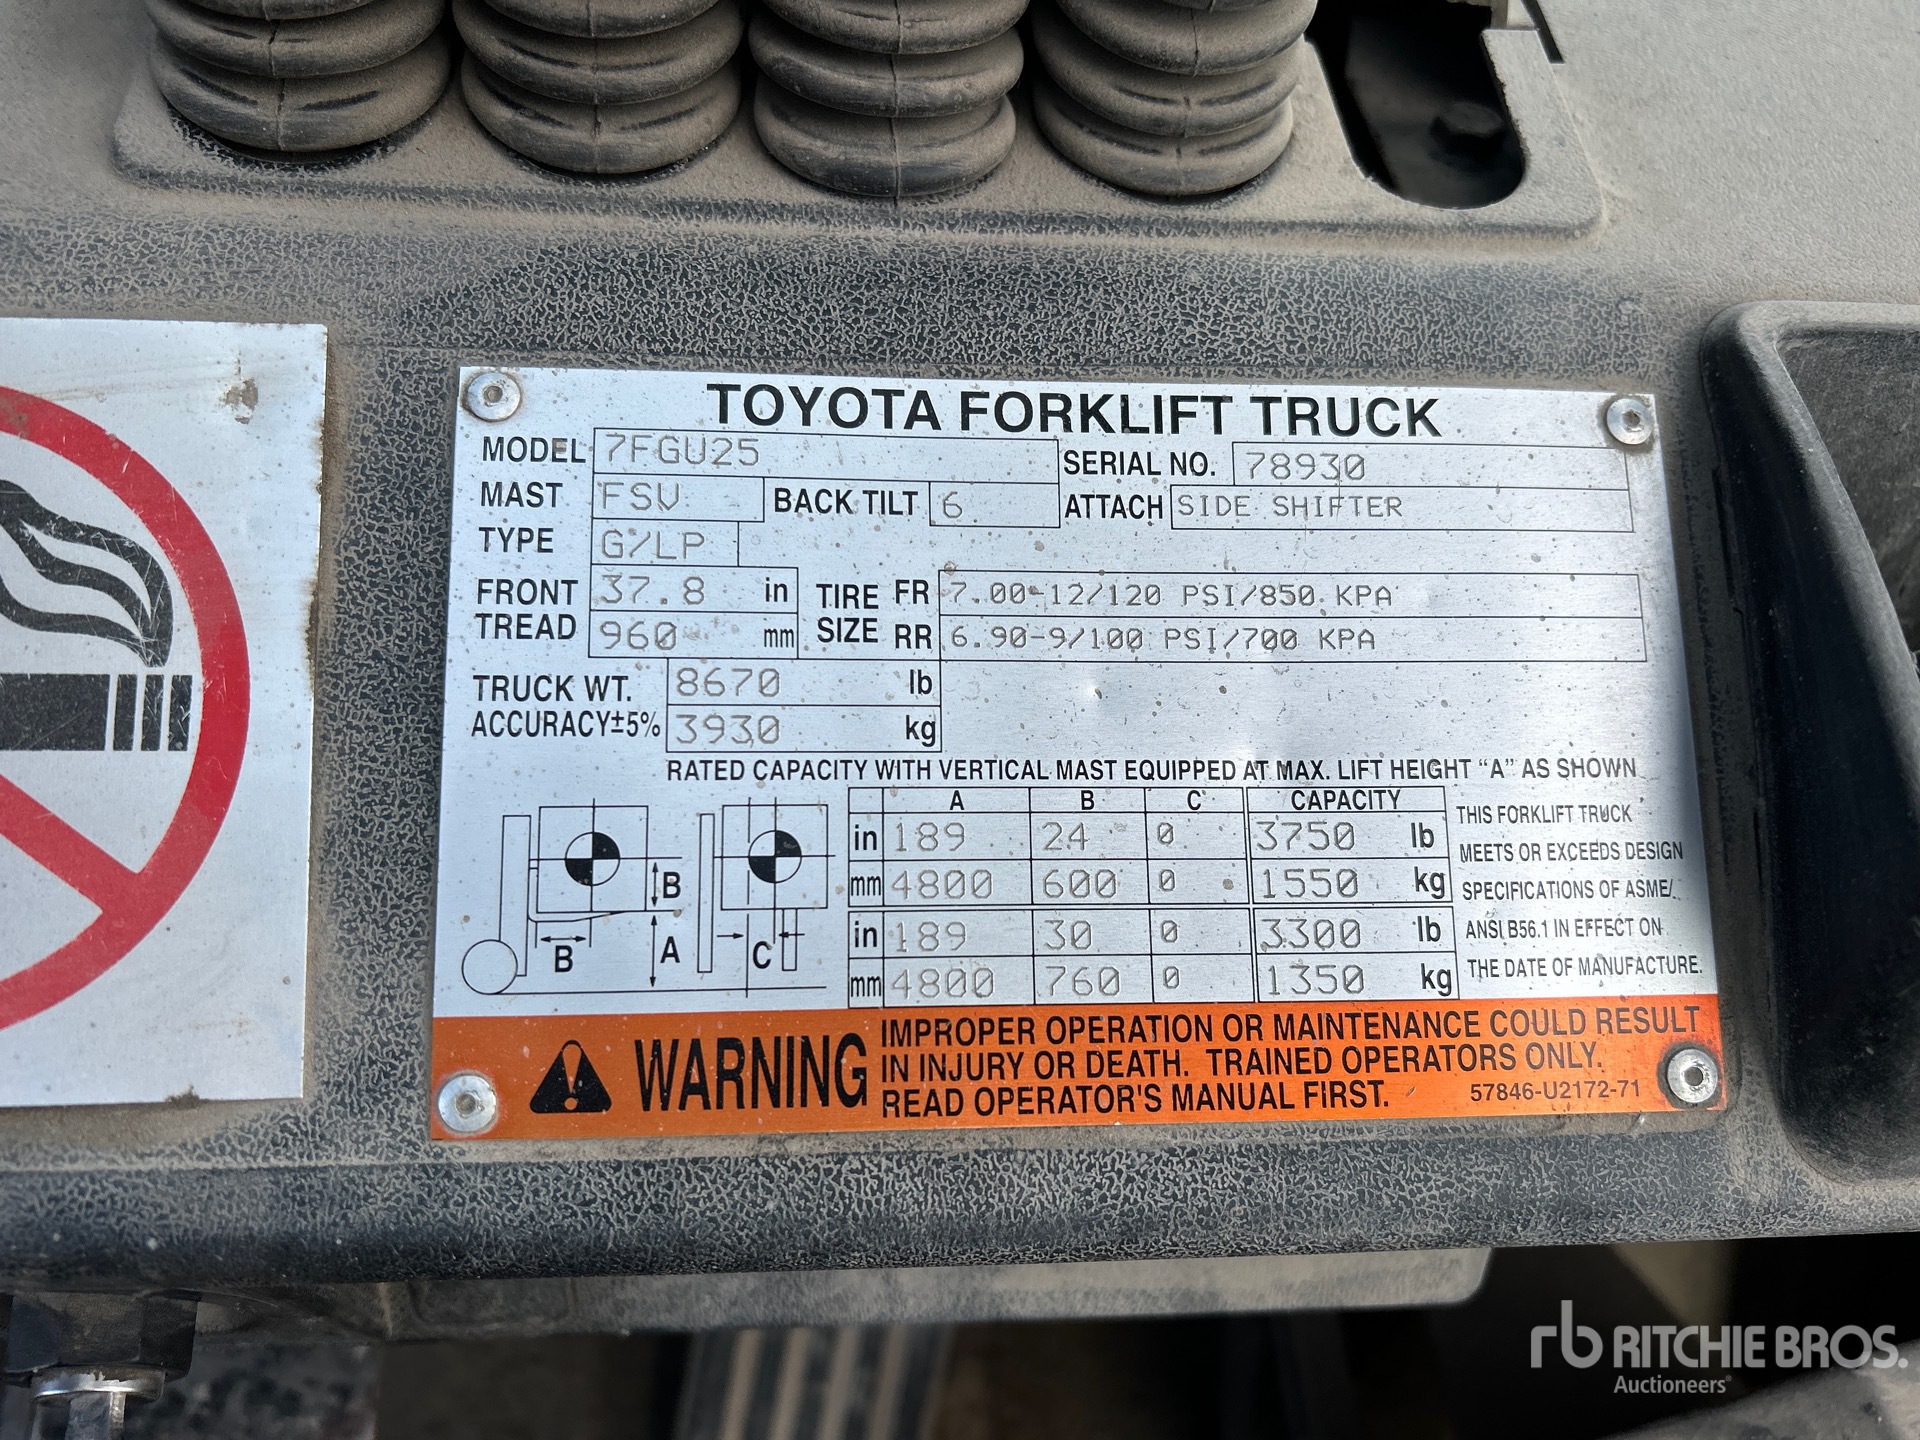 TOYOTA FORKLIFT TRUCK
MODEL 7FGU25 SERIAL NO. 78930
MAST FSV BACK TILT 6 ATTACH SIDE SHIFTER
TYPE G/LP
FRONT TREAD 37.8 in TIRE SIZE FR 7.00-12/120 PSI/850 KPA
960 mm RR 6.90-9/100 PSI/700 KPA
TRUCK WT. 8670 lb
ACCURACY±5% 3930 kg
RATED CAPACITY WITH VERTICAL MAST EQUIPPED AT MAX. LIFT HEIGHT "A" AS SHOWN
A B C CAPACITY
in 189 24 0 3750 lb
mm 4800 600 0 1550 kg
in 189 30 0 3300 lb
mm 4800 760 0 1350 kg
B
B A C
THIS FORKLIFT TRUCK
MEETS OR EXCEEDS DESIGN
SPECIFICATIONS OF ASME/
ANSI B56.1 IN EFFECT ON
THE DATE OF MANUFACTURE.
WARNING
IMPROPER OPERATION OR MAINTENANCE COULD RESULT
IN INJURY OR DEATH. TRAINED OPERATORS ONLY.
READ OPERATOR'S MANUAL FIRST. 57846-U2172-71
rb RITCHIE BROS.
Auctioneers